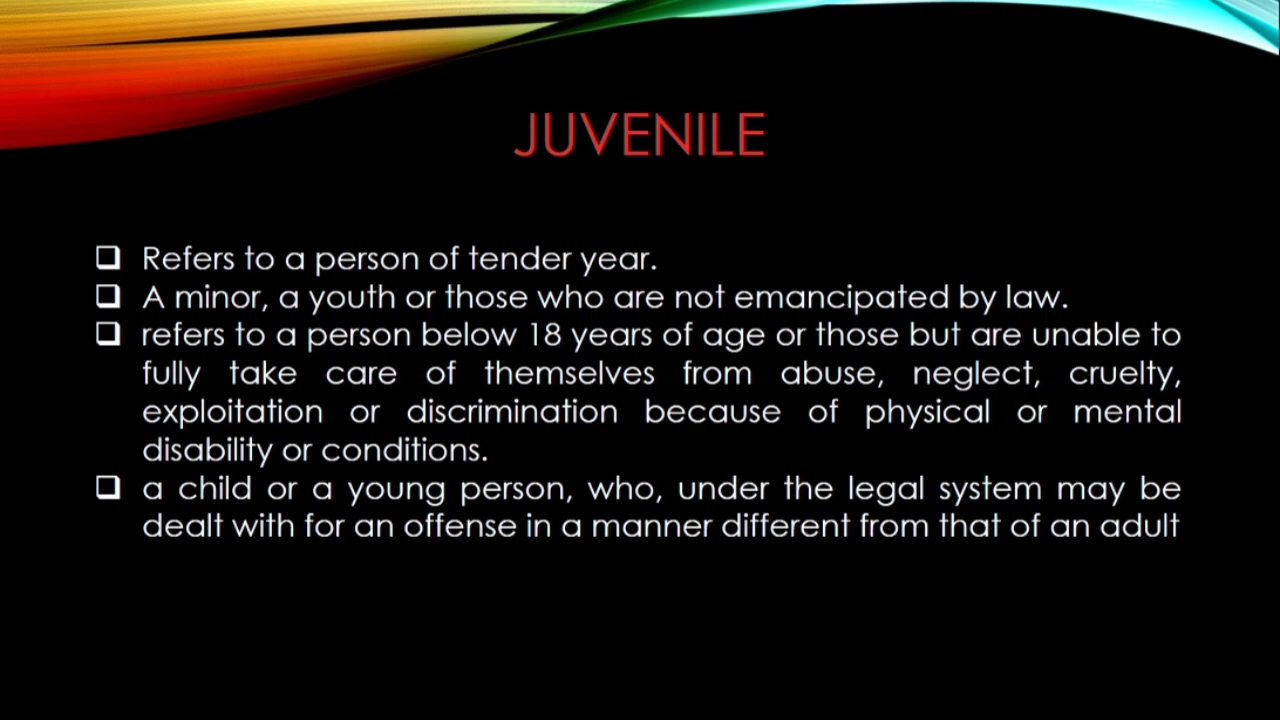 JUVENILE
❑ Refers to a person of tender year.
❑ A minor, a youth or those who are not emancipated by law.
❑ refers to a person below 18 years of age or those but are unable to
fully take care of themselves from abuse, neglect, cruelty,
exploitation or discrimination because of physical or mental
disability or conditions.
❑ a child or a young person, who, under the legal system may be
dealt with for an offense in a manner different from that of an adult